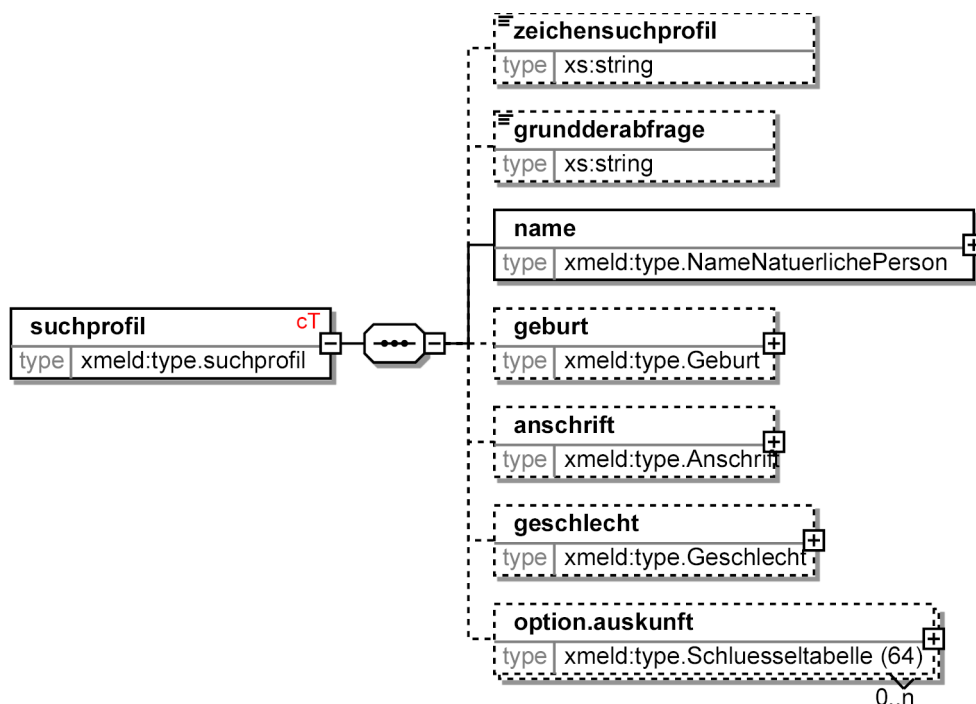 zeichensuchprofil
type xs:string
grundderabfrage
type xs:string
name
type xmeld:type.NameNatuerlichePerson
suchprofil cT
type xmeld:type.suchprofil
geburt
type xmeld:type.Geburt
anschrift
type xmeld:type.Anschrift
geschlecht
type xmeld:type.Geschlecht
option.auskunft
type xmeld:type.Schluesseltabelle (64)
0..n